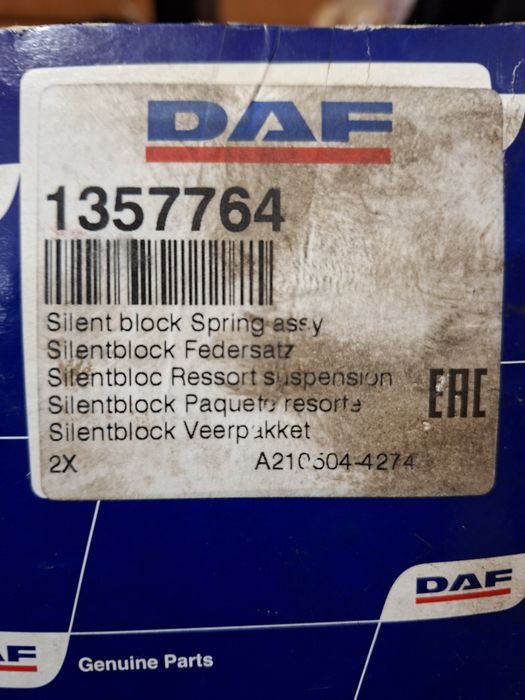 DAF
1357764
Silent block Spring assy
Silentblock Federsatz
Silentbloc Ressort suspension
Silentblock Paquete resorte
Silentblock Veerpakket
EAC
2X
DAF
Genuine Parts